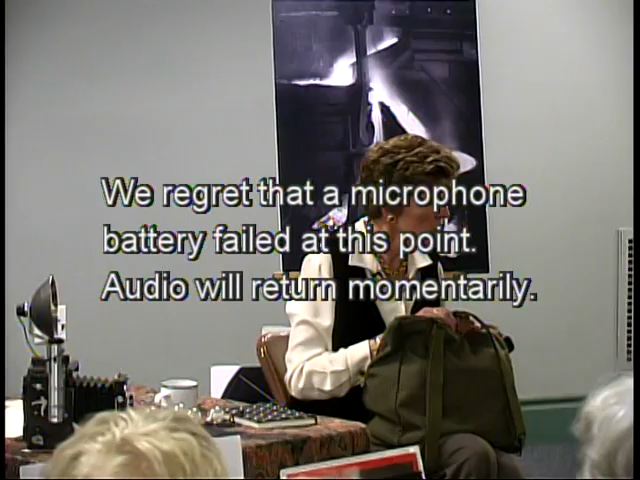 We regret that a microphone
battery failed at this point.
Audio will return momentarily.